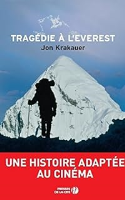 TRAGÉDIE À L'EVEREST
Jon Krakauer
UNE HISTOIRE ADAPTÉE
AU CINÉMA